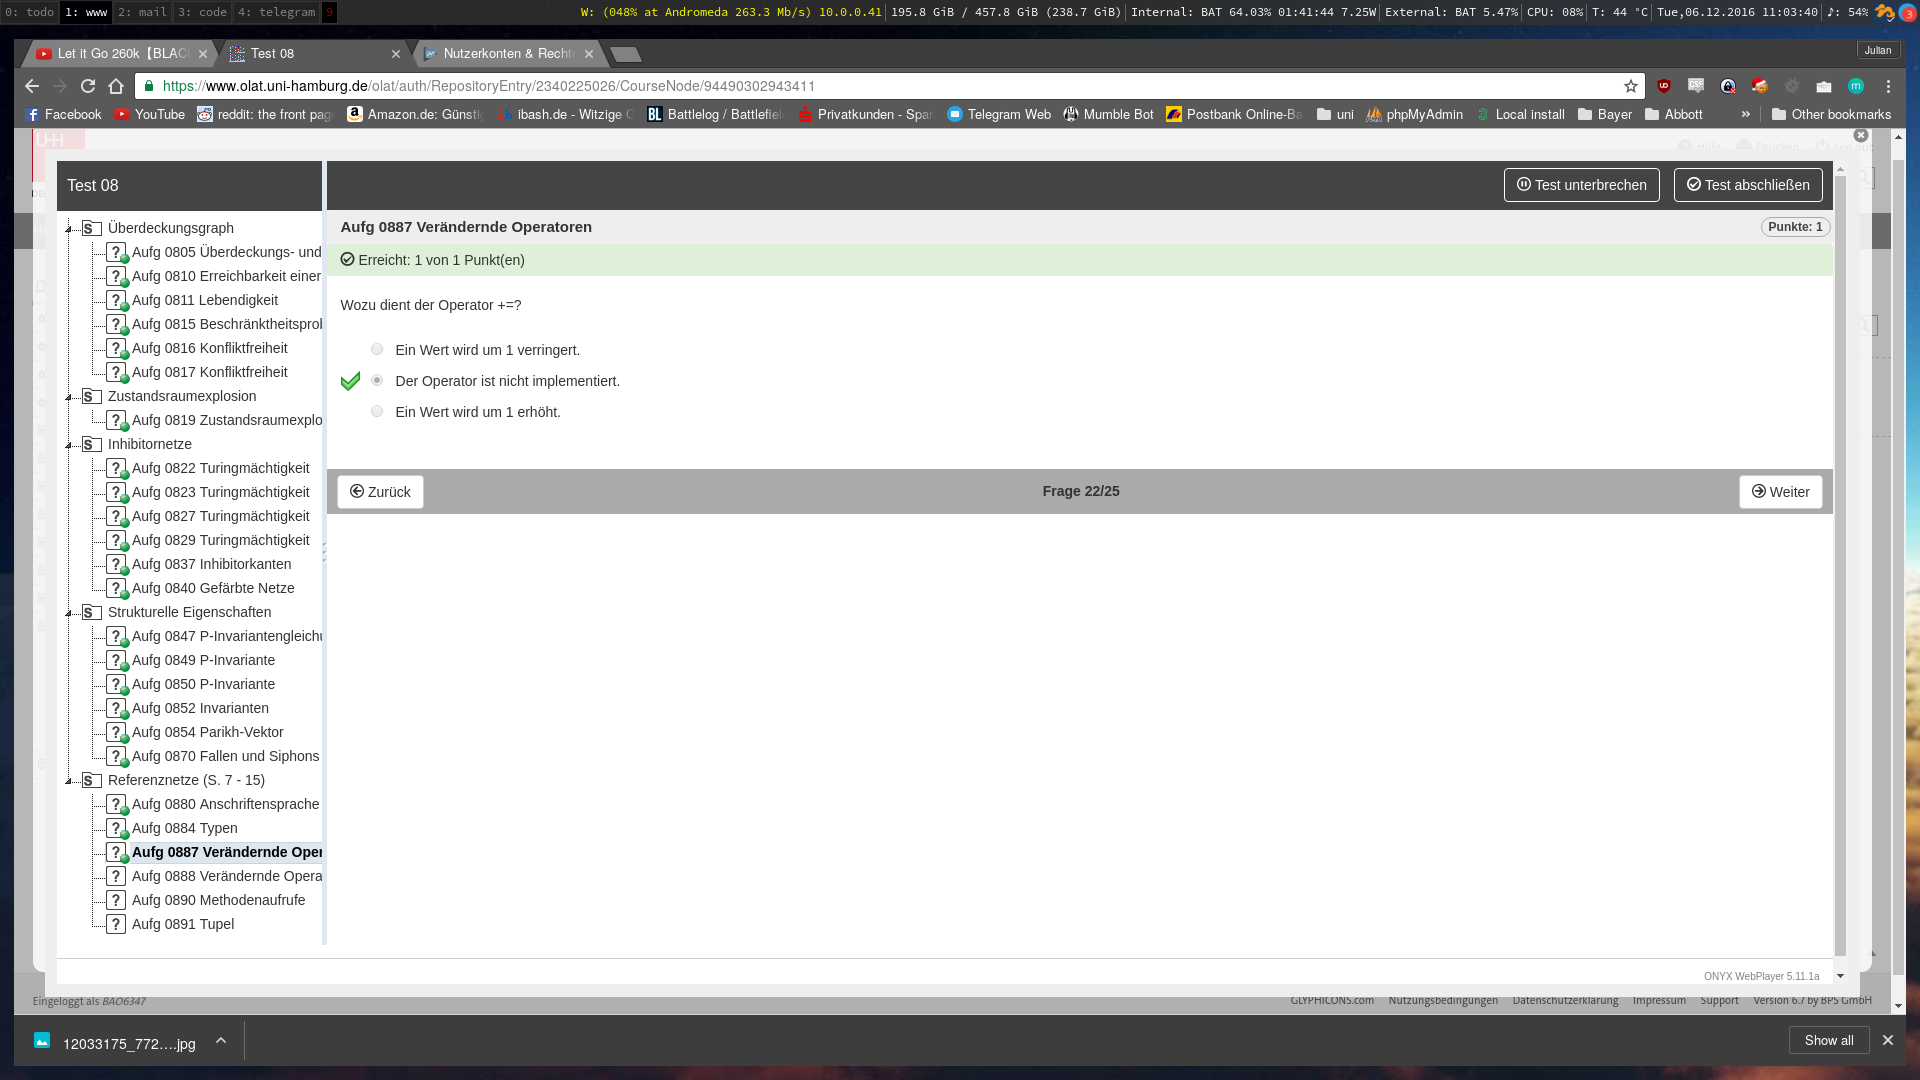 0: todo 1: www 2: mail 3: code 4: telegram 9
W: (048% at Andromeda 263.3 Mb/s) 10.0.0.41 195.8 GiB / 457.8 GiB (238.7 GiB) Internal: BAT 64.03% 01:41:44 7.25W External: BAT 5.47% CPU: 08% T: 44 °C Tue,06.12.2016 11:03:40 ♪: 54% 3
Let it Go 260k【BLAC
Test 08
Nutzerkonten & Recht
Julian
https://www.olat.uni-hamburg.de/olat/auth/RepositoryEntry/2340225026/CourseNode/94490302943411
Facebook YouTube reddit: the front pag Amazon.de: Günsti ibash.de - Witzige Battlelog / Battlefie Privatkunden - Spar Telegram Web Mumble Bot Postbank Online-Ba uni phpMyAdmin Local install Bayer Abbott » Other bookmarks
Test 08
Test unterbrechen
Test abschließen
Überdeckungsgraph
Aufg 0805 Überdeckungs- und
Aufg 0810 Erreichbarkeit einer
Aufg 0811 Lebendigkeit
Aufg 0815 Beschränktheitsprol
Aufg 0816 Konfliktfreiheit
Aufg 0817 Konfliktfreiheit
Zustandsraumexplosion
Aufg 0819 Zustandsraumexplo
Inhibitornetze
Aufg 0822 Turingmächtigkeit
Aufg 0823 Turingmächtigkeit
Aufg 0827 Turingmächtigkeit
Aufg 0829 Turingmächtigkeit
Aufg 0837 Inhibitorkanten
Aufg 0840 Gefärbte Netze
Strukturelle Eigenschaften
Aufg 0847 P-Invariantengleichu
Aufg 0849 P-Invariante
Aufg 0850 P-Invariante
Aufg 0852 Invarianten
Aufg 0854 Parikh-Vektor
Aufg 0870 Fallen und Siphons
Referenznetze (S. 7 - 15)
Aufg 0880 Anschriftensprache
Aufg 0884 Typen
Aufg 0887 Verändernde Oper
Aufg 0888 Verändernde Opera
Aufg 0890 Methodenaufrufe
Aufg 0891 Tupel
Aufg 0887 Verändernde Operatoren
Punkte: 1
Erreicht: 1 von 1 Punkt(en)
Wozu dient der Operator +=?
Ein Wert wird um 1 verringert.
Der Operator ist nicht implementiert.
Ein Wert wird um 1 erhöht.
Zurück
Frage 22/25
Weiter
ONYX WebPlayer 5.11.1a
Eingeloggt als BAO6347
GLYPHICONS.com Nutzungsbedingungen Datenschutzerklärung Impressum Support Version 6.7 by BPS GmbH
12033175_772….jpg
Show all